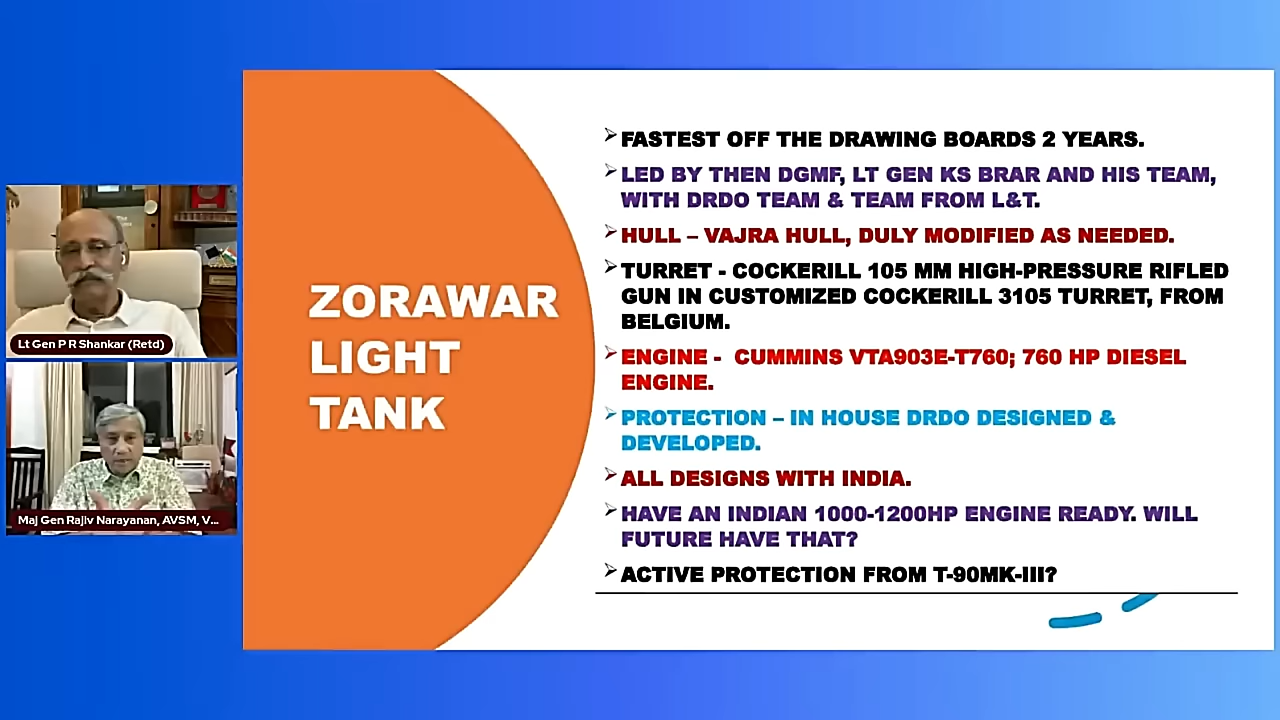 ZORAWAR
LIGHT
TANK
FASTEST OFF THE DRAWING BOARDS 2 YEARS.
LED BY THEN DGMF, LT GEN KS BRAR AND HIS TEAM,
WITH DRDO TEAM & TEAM FROM L&T.
HULL – VAJRA HULL, DULY MODIFIED AS NEEDED.
TURRET - COCKERILL 105 MM HIGH-PRESSURE RIFLED
GUN IN CUSTOMIZED COCKERILL 3105 TURRET, FROM
BELGIUM.
ENGINE - CUMMINS VTA903E-T760; 760 HP DIESEL
ENGINE.
PROTECTION – IN HOUSE DRDO DESIGNED &
DEVELOPED.
ALL DESIGNS WITH INDIA.
HAVE AN INDIAN 1000-1200HP ENGINE READY. WILL
FUTURE HAVE THAT?
ACTIVE PROTECTION FROM T-90MK-III?
Lt Gen P R Shankar (Retd)
Maj Gen Rajiv Narayanan, AVSM, V...